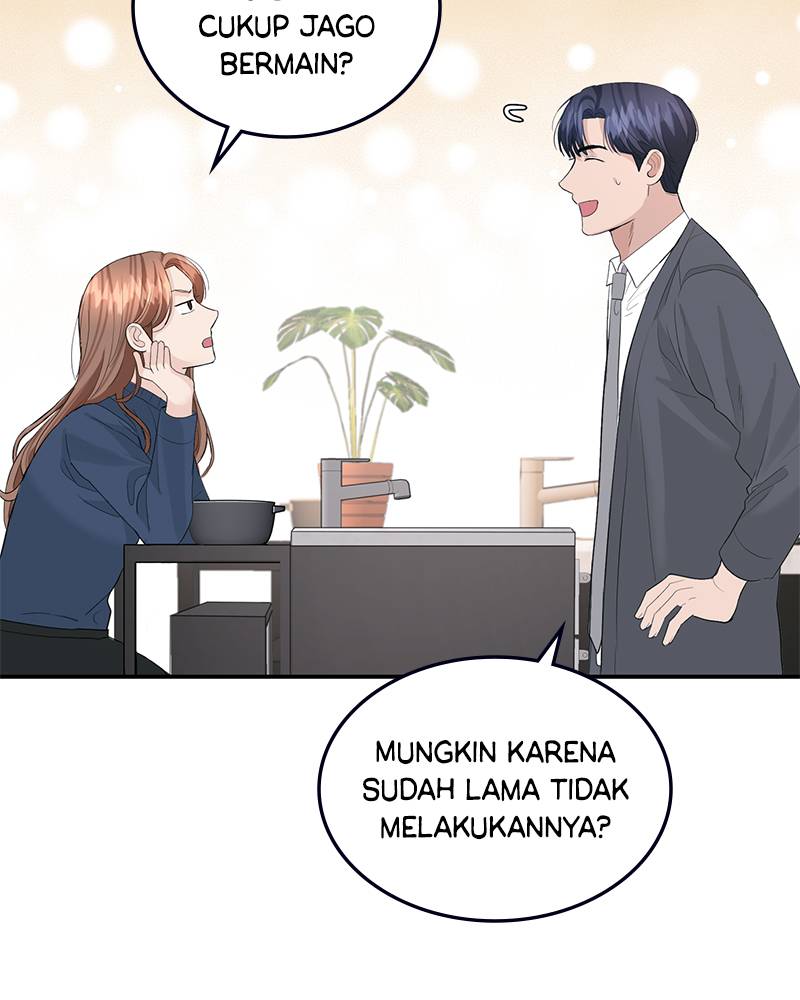 CUKUP JAGO
BERMAIN?
MUNGKIN KARENA
SUDAH LAMA TIDAK
MELAKUKANNYA?